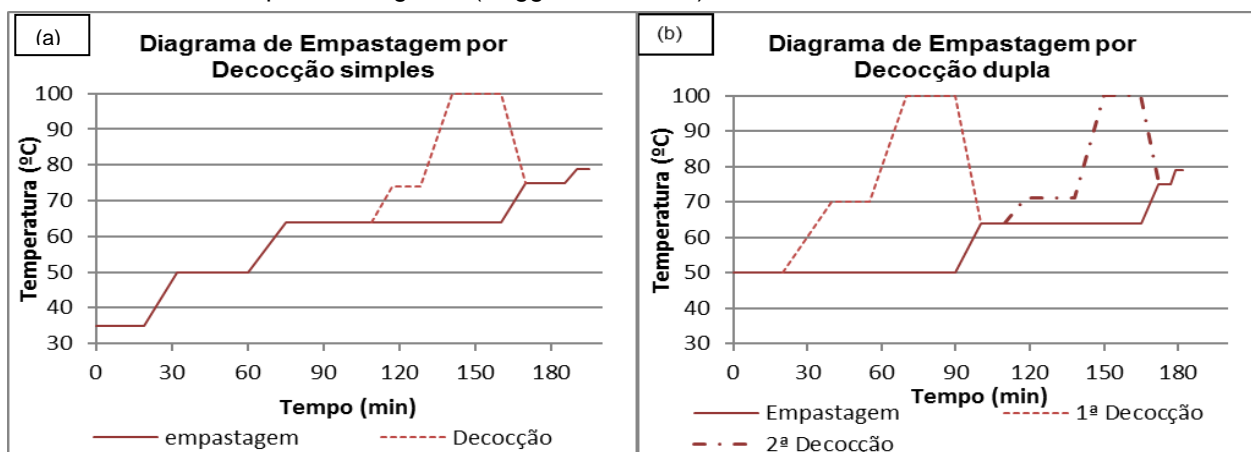 (a)
Diagrama de Empastagem por
Decocção simples
Temperatura (ºC)
100
90
80
70
60
50
40
30
0 30 60 90 120 150 180
Tempo (min)
empastagem Decocção
(b)
Diagrama de Empastagem por
Decocção dupla
Temperatura (ºC)
100
90
80
70
60
50
40
30
0 30 60 90 120 150 180
Tempo (min)
Empastagem 1ª Decocção
2ª Decocção